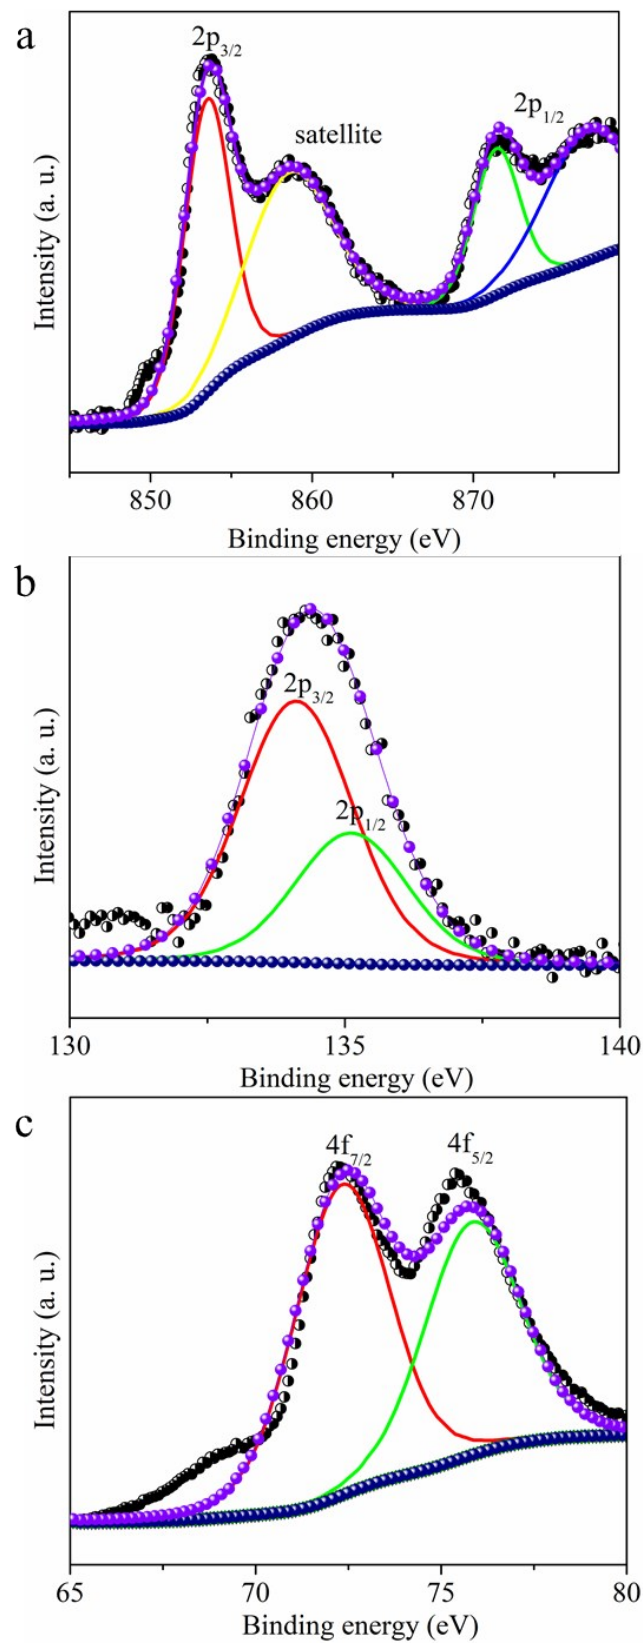 a
2p3/2
satellite
2p1/2
Intensity (a. u.)
850 860 870
Binding energy (eV)
b
2p3/2
2p1/2
Intensity (a. u.)
130 135 140
Binding energy (eV)
c
4f7/2
4f5/2
Intensity (a. u.)
65 70 75 80
Binding energy (eV)